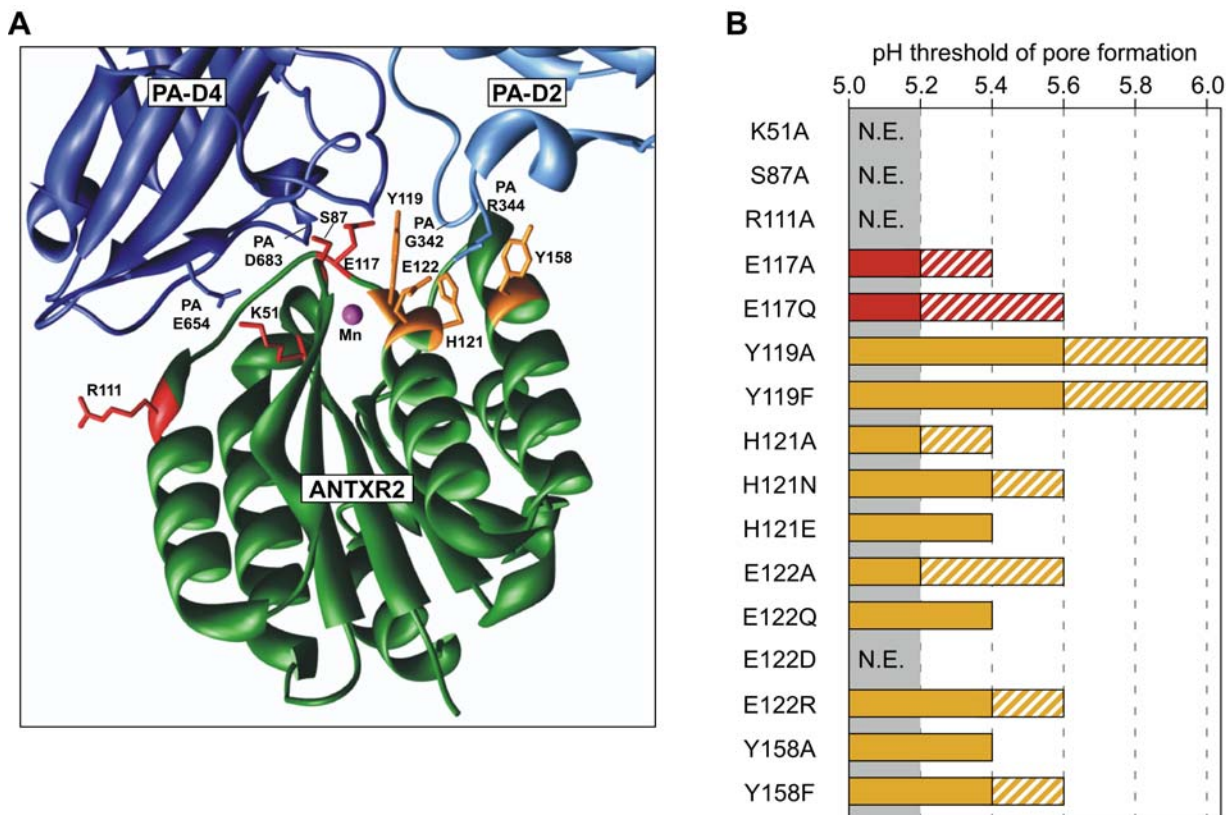 A
PA-D4
PA-D2
Y119
PA
R344
S87
PA
G342
PA
D683
E117
E122
Y158
PA
E654
K51
Mn
H121
R111
ANTXR2
B
pH threshold of pore formation
5.0 5.2 5.4 5.6 5.8 6.0
K51A N.E.
S87A N.E.
R111A N.E.
E117A
E117Q
Y119A
Y119F
H121A
H121N
H121E
E122A
E122Q
E122D N.E.
E122R
Y158A
Y158F